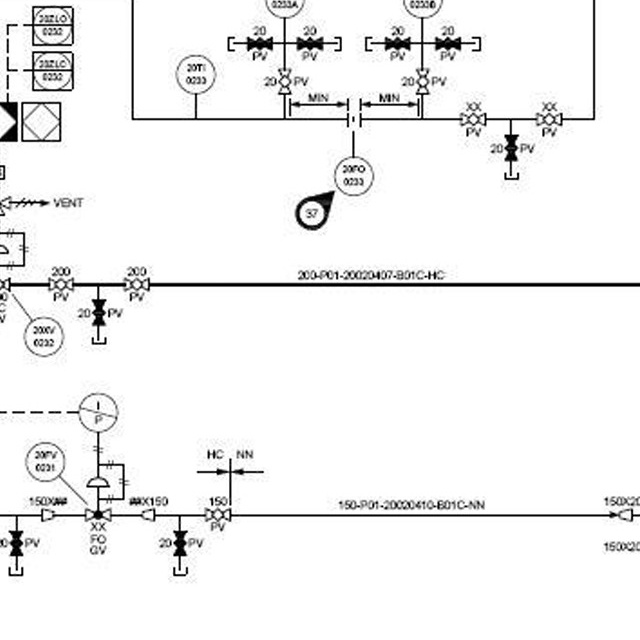 0233A
0233B
20ZLO
0232
20ZLC
0232
20 20
PV PV
20 20
PV PV
20TI
0233
20 PV
20 PV
MIN MIN
XX XX
PV PV
20 PV
20FO
0233
37
VENT
200 200
PV PV
200-P01-20020407-B01C-HC
20 PV
20XV
0232
I
P
20FV
0231
HC NN
150X## ##X150 150
150-P01-20020410-B01C-NN
XX
FO
GV
PV
PV
20 PV